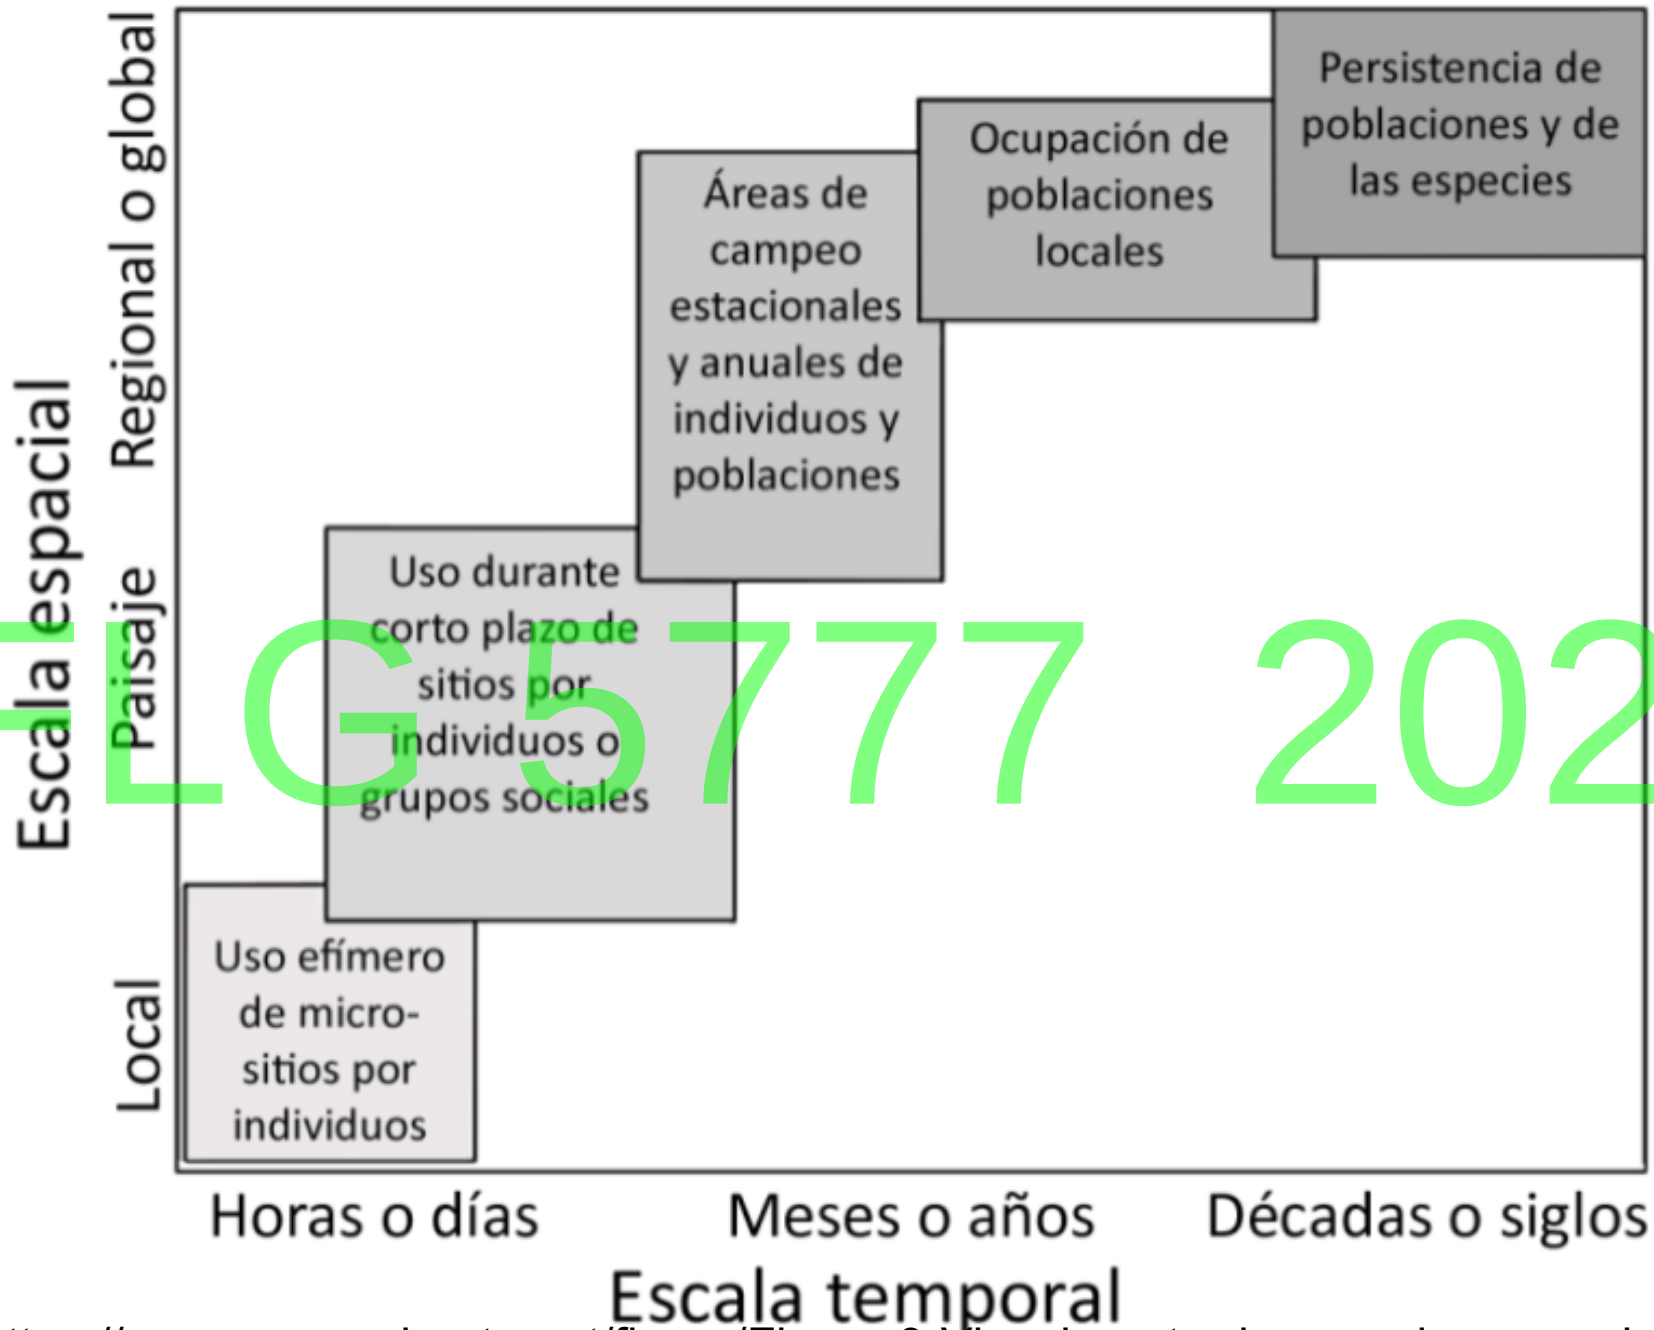 Escala espacial
Regional o global
Paisaje
Local
Persistencia de
poblaciones y de
las especies
Ocupación de
poblaciones
locales
Áreas de
campeo
estacionales
y anuales de
individuos y
poblaciones
Uso durante
corto plazo de
sitios por
individuos o
grupos sociales
Uso efímero
de micro-
sitios por
individuos
FLG 5777 202
Horas o días
Meses o años
Décadas o siglos
Escala temporal